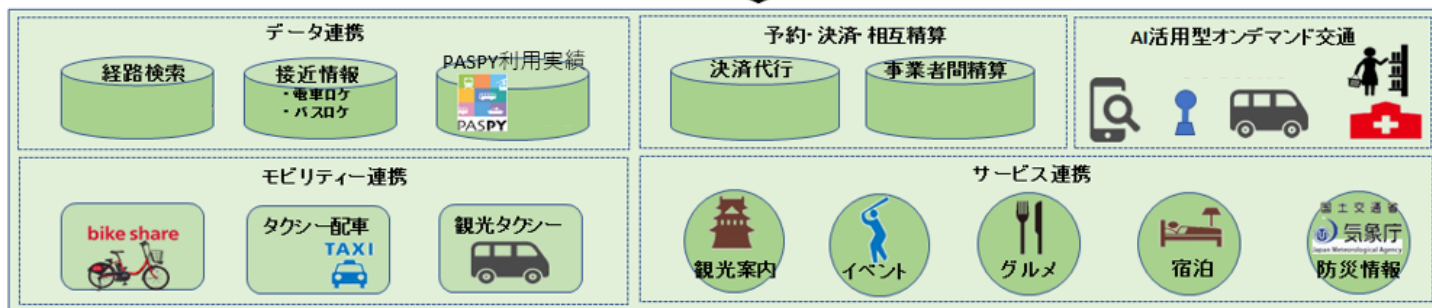 データ連携
経路検索
接近情報
・電車ロケ
・バスロケ
PASPY利用実績
PASPY
予約・決済・相互精算
決済代行
事業者間精算
AI活用型オンデマンド交通
モビリティー連携
bike share
タクシー配車
TAXI
観光タクシー
サービス連携
観光案内
イベント
グルメ
宿泊
国土交通省
気象庁
Japan Meteorological Agency
防災情報